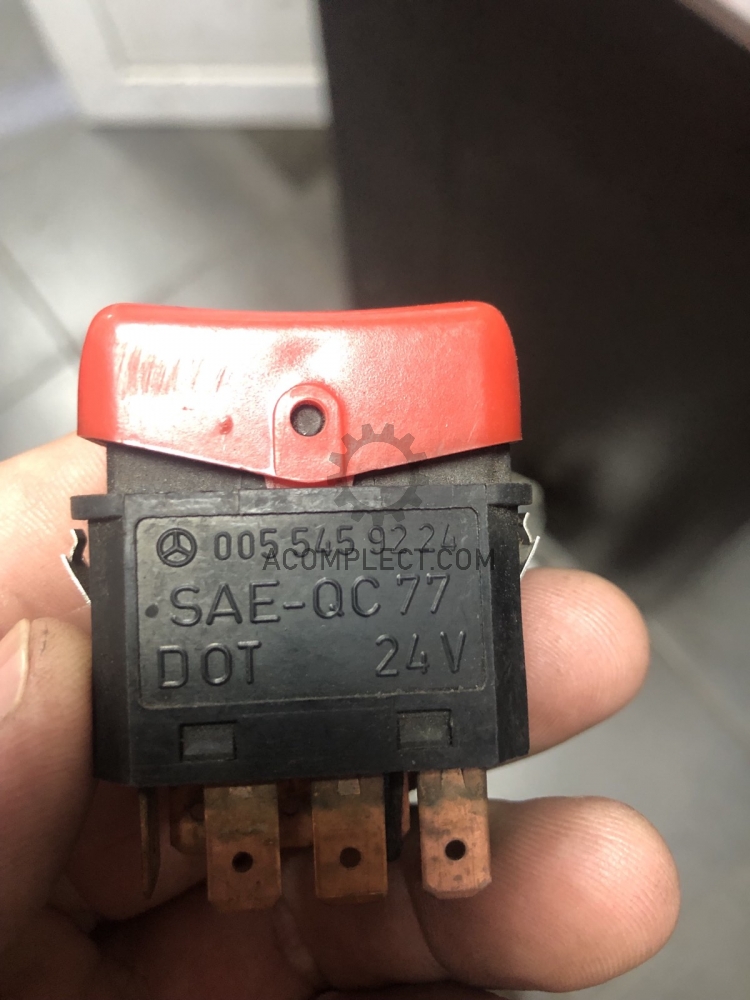 005 545 92 24
ACOMPLECT.COM
SAE-QC 77
DOT 24V